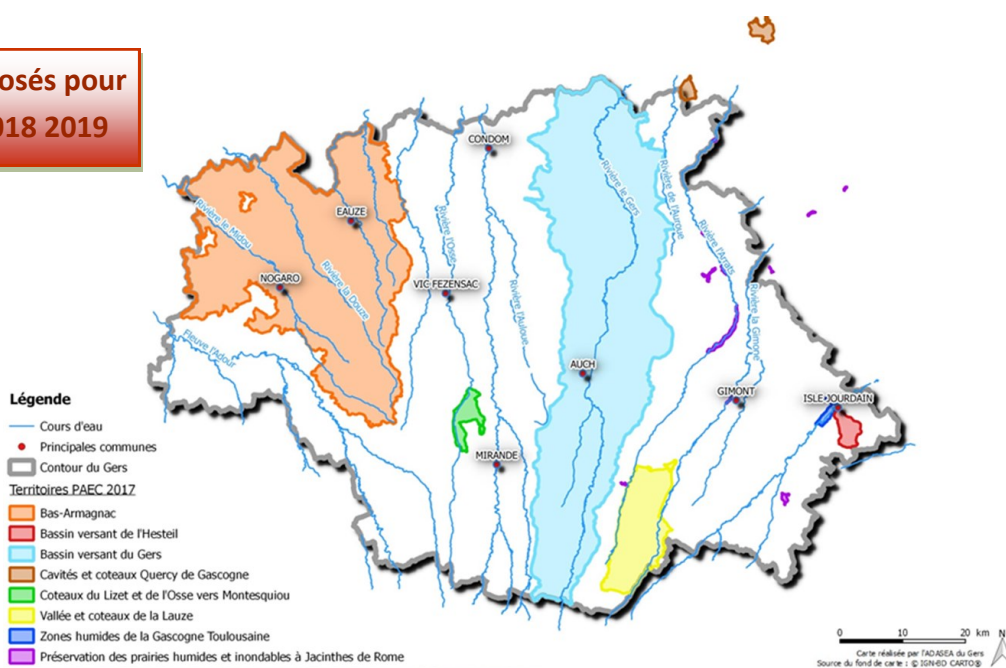 osés pour
018 2019
CONDOM
EAUZE
NOGARO
VIC-FEZENSAC
AUCH
GIMONT
ISLE-JOURDAIN
MIRANDE
Rivière le Midou
Rivière la Douze
Rivière l'Osse
Rivière l'Auloue
Rivière le Gers
Rivière de l'Auroue
Rivière l'Arrats
Rivière la Gimone
Fleuve l'Adour
Légende
Cours d'eau
Principales communes
Contour du Gers
Territoires PAEC 2017
Bas-Armagnac
Bassin versant de l'Hesteil
Bassin versant du Gers
Cavités et coteaux Quercy de Gascogne
Coteaux du Lizet et de l'Osse vers Montesquiou
Vallée et coteaux de la Lauze
Zones humides de la Gascogne Toulousaine
Préservation des prairies humides et inondables à Jacinthes de Rome
0 10 20 km N
Carte réalisée par l'ADASEA du Gers
Source du fond de carte : © IGN-BD CARTO®